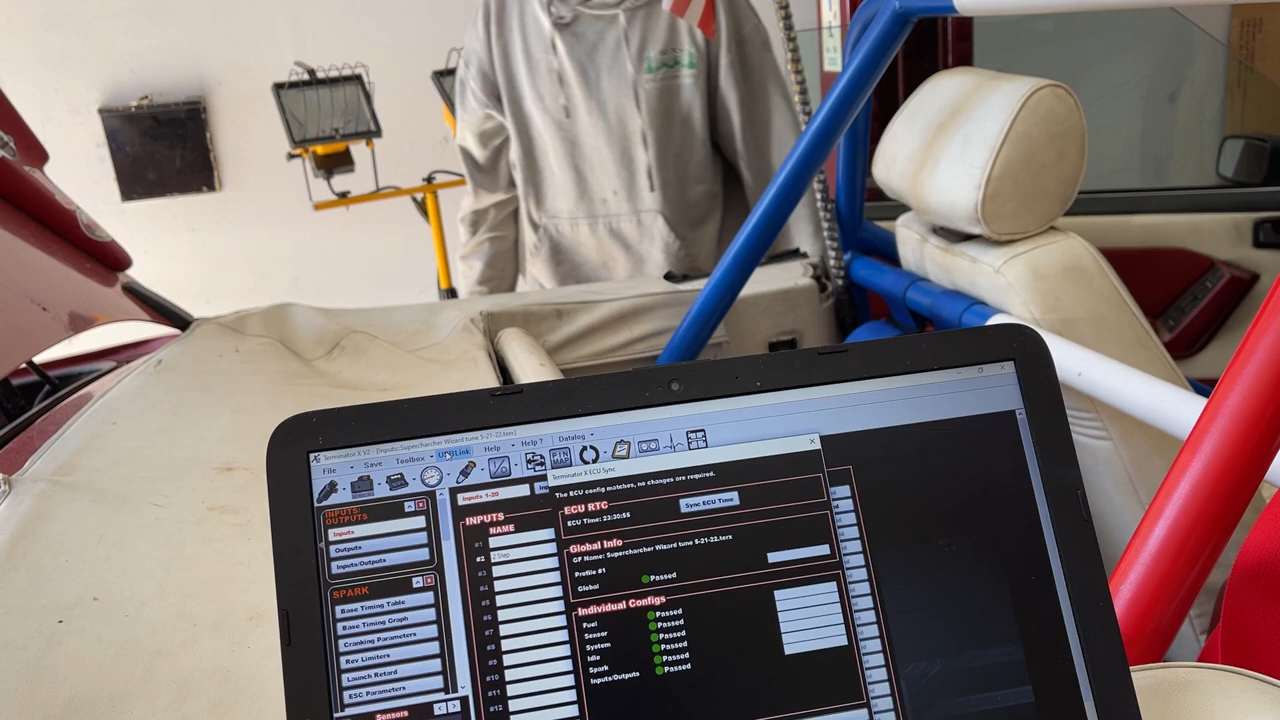 Terminator X V2 - [Inputs::Supercharcher Wizard tune 5-21-22.terx]
File Save Toolbox USBLink Help Help ? Datalog
PIN MAP
INPUTS/
OUTPUTS
Inputs
Outputs
Inputs/Outputs
SPARK
Base Timing Table
Base Timing Graph
Cranking Parameters
Rev Limiters
Launch Retard
ESC Parameters
Sensors
Inputs 1-20
INPUTS
NAME
#1
#2 2 Step
#3
#4
#5
#6
#7
#8
#9
#10
#11
#12
Terminator X ECU Sync
The ECU config matches, no changes are required.
ECU RTC
ECU Time: 23:30:55
Sync ECU Time
Global Info
GF Name: Supercharcher Wizard tune 5-21-22.terx
Profile #1
Global Passed
Individual Configs
Fuel Passed
Sensor Passed
System Passed
Idle Passed
Spark Passed
Inputs/Outputs Passed